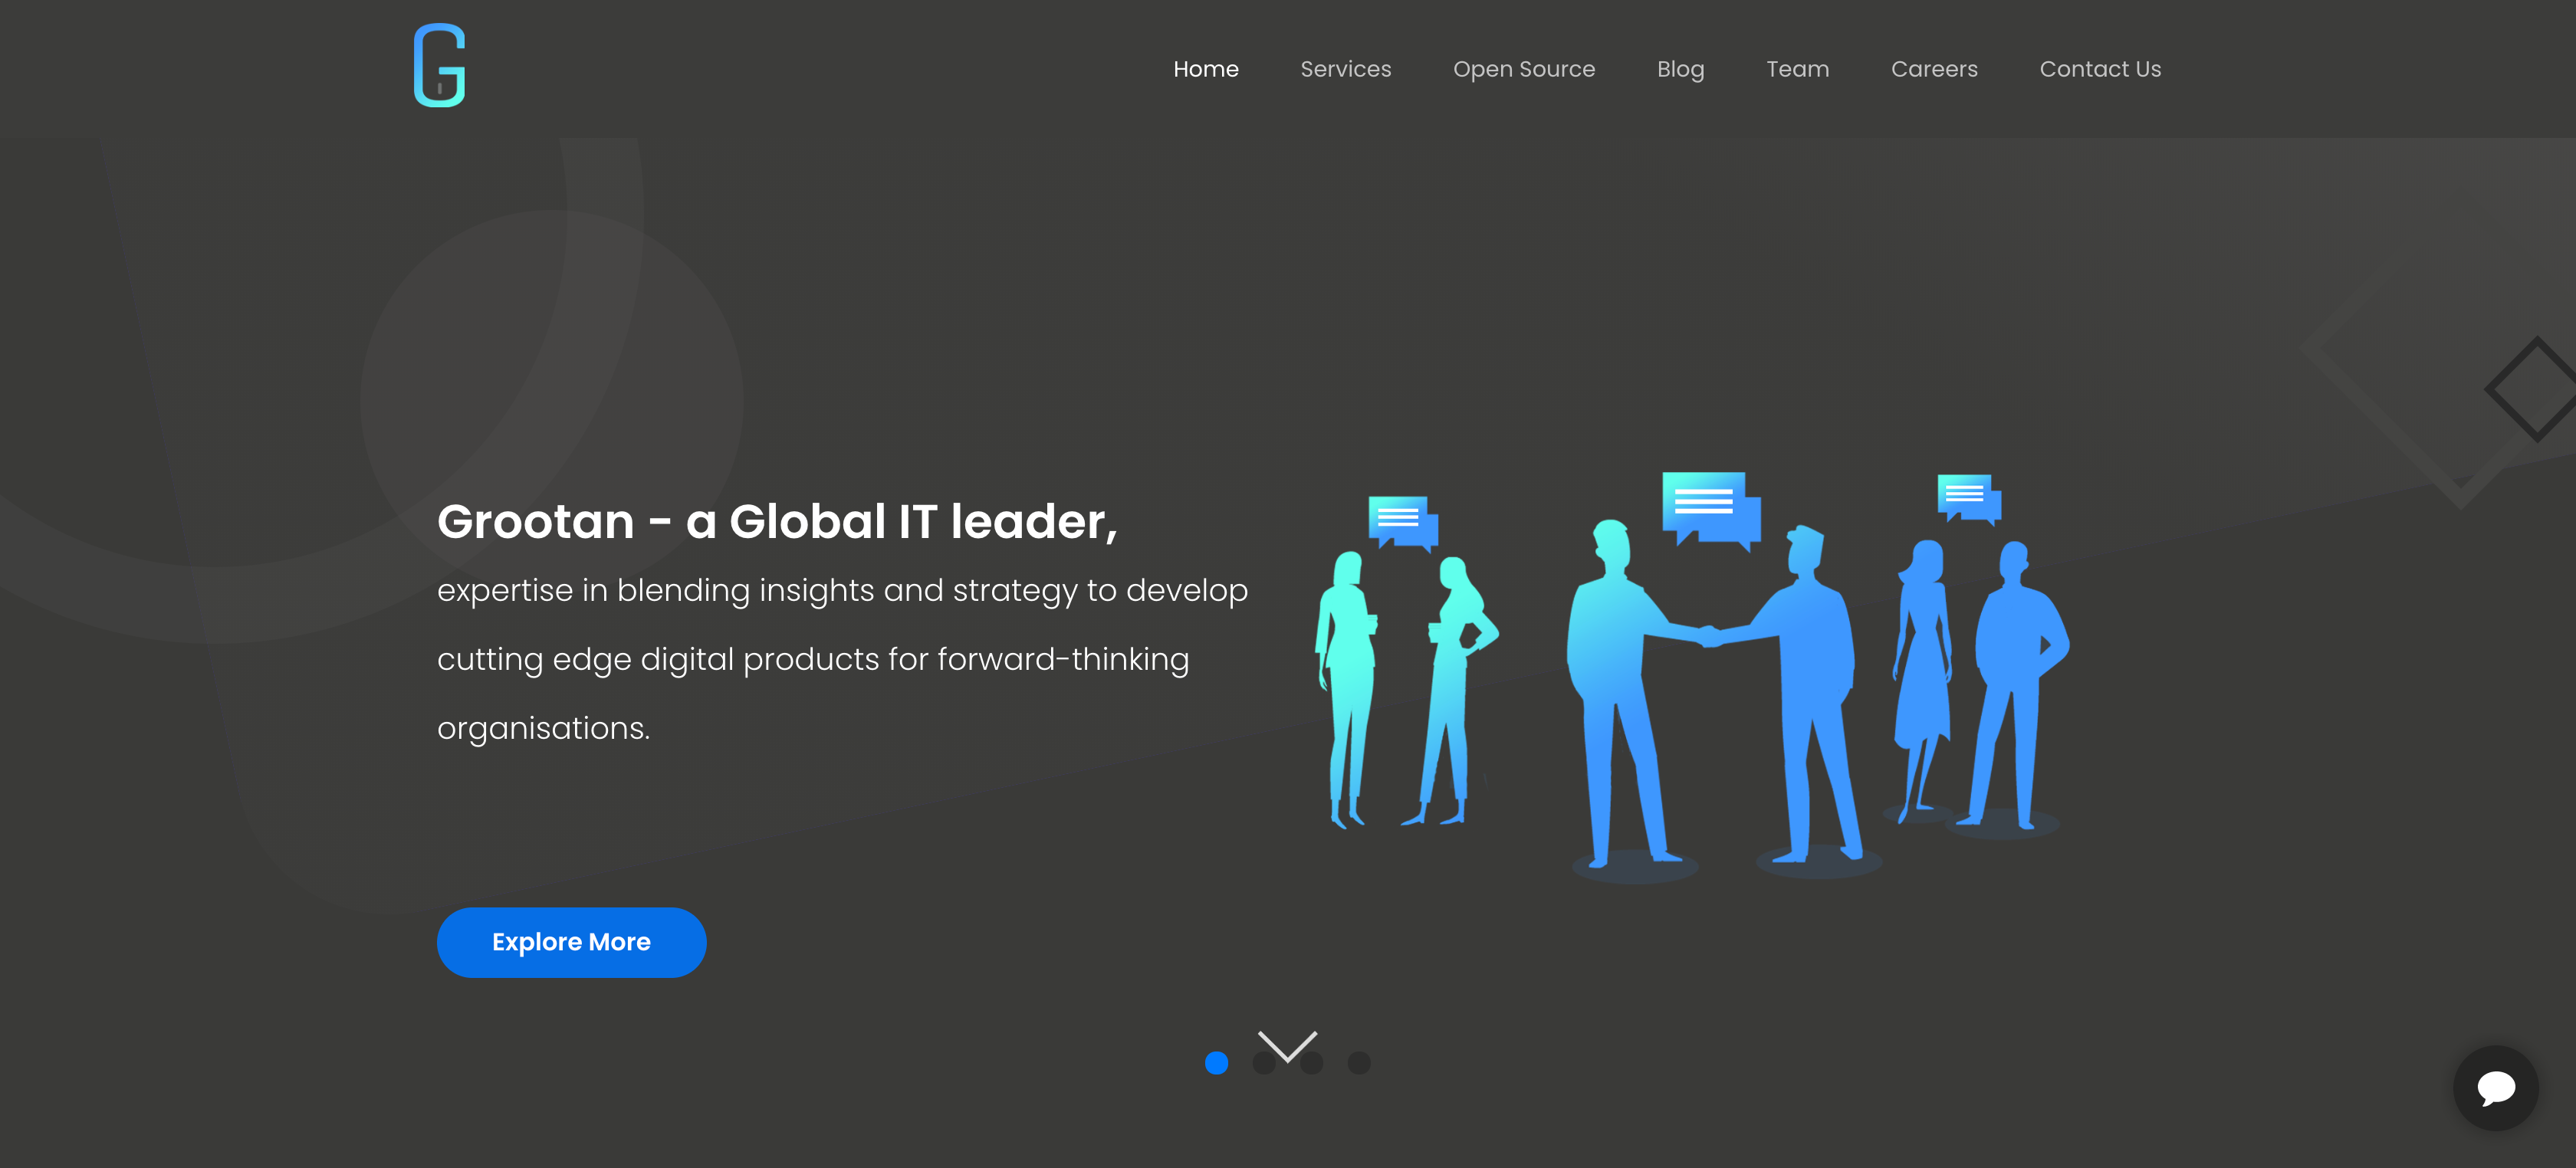 G
Home Services Open Source Blog Team Careers Contact Us
Grootan - a Global IT leader,
expertise in blending insights and strategy to develop
cutting edge digital products for forward-thinking
organisations.
Explore More